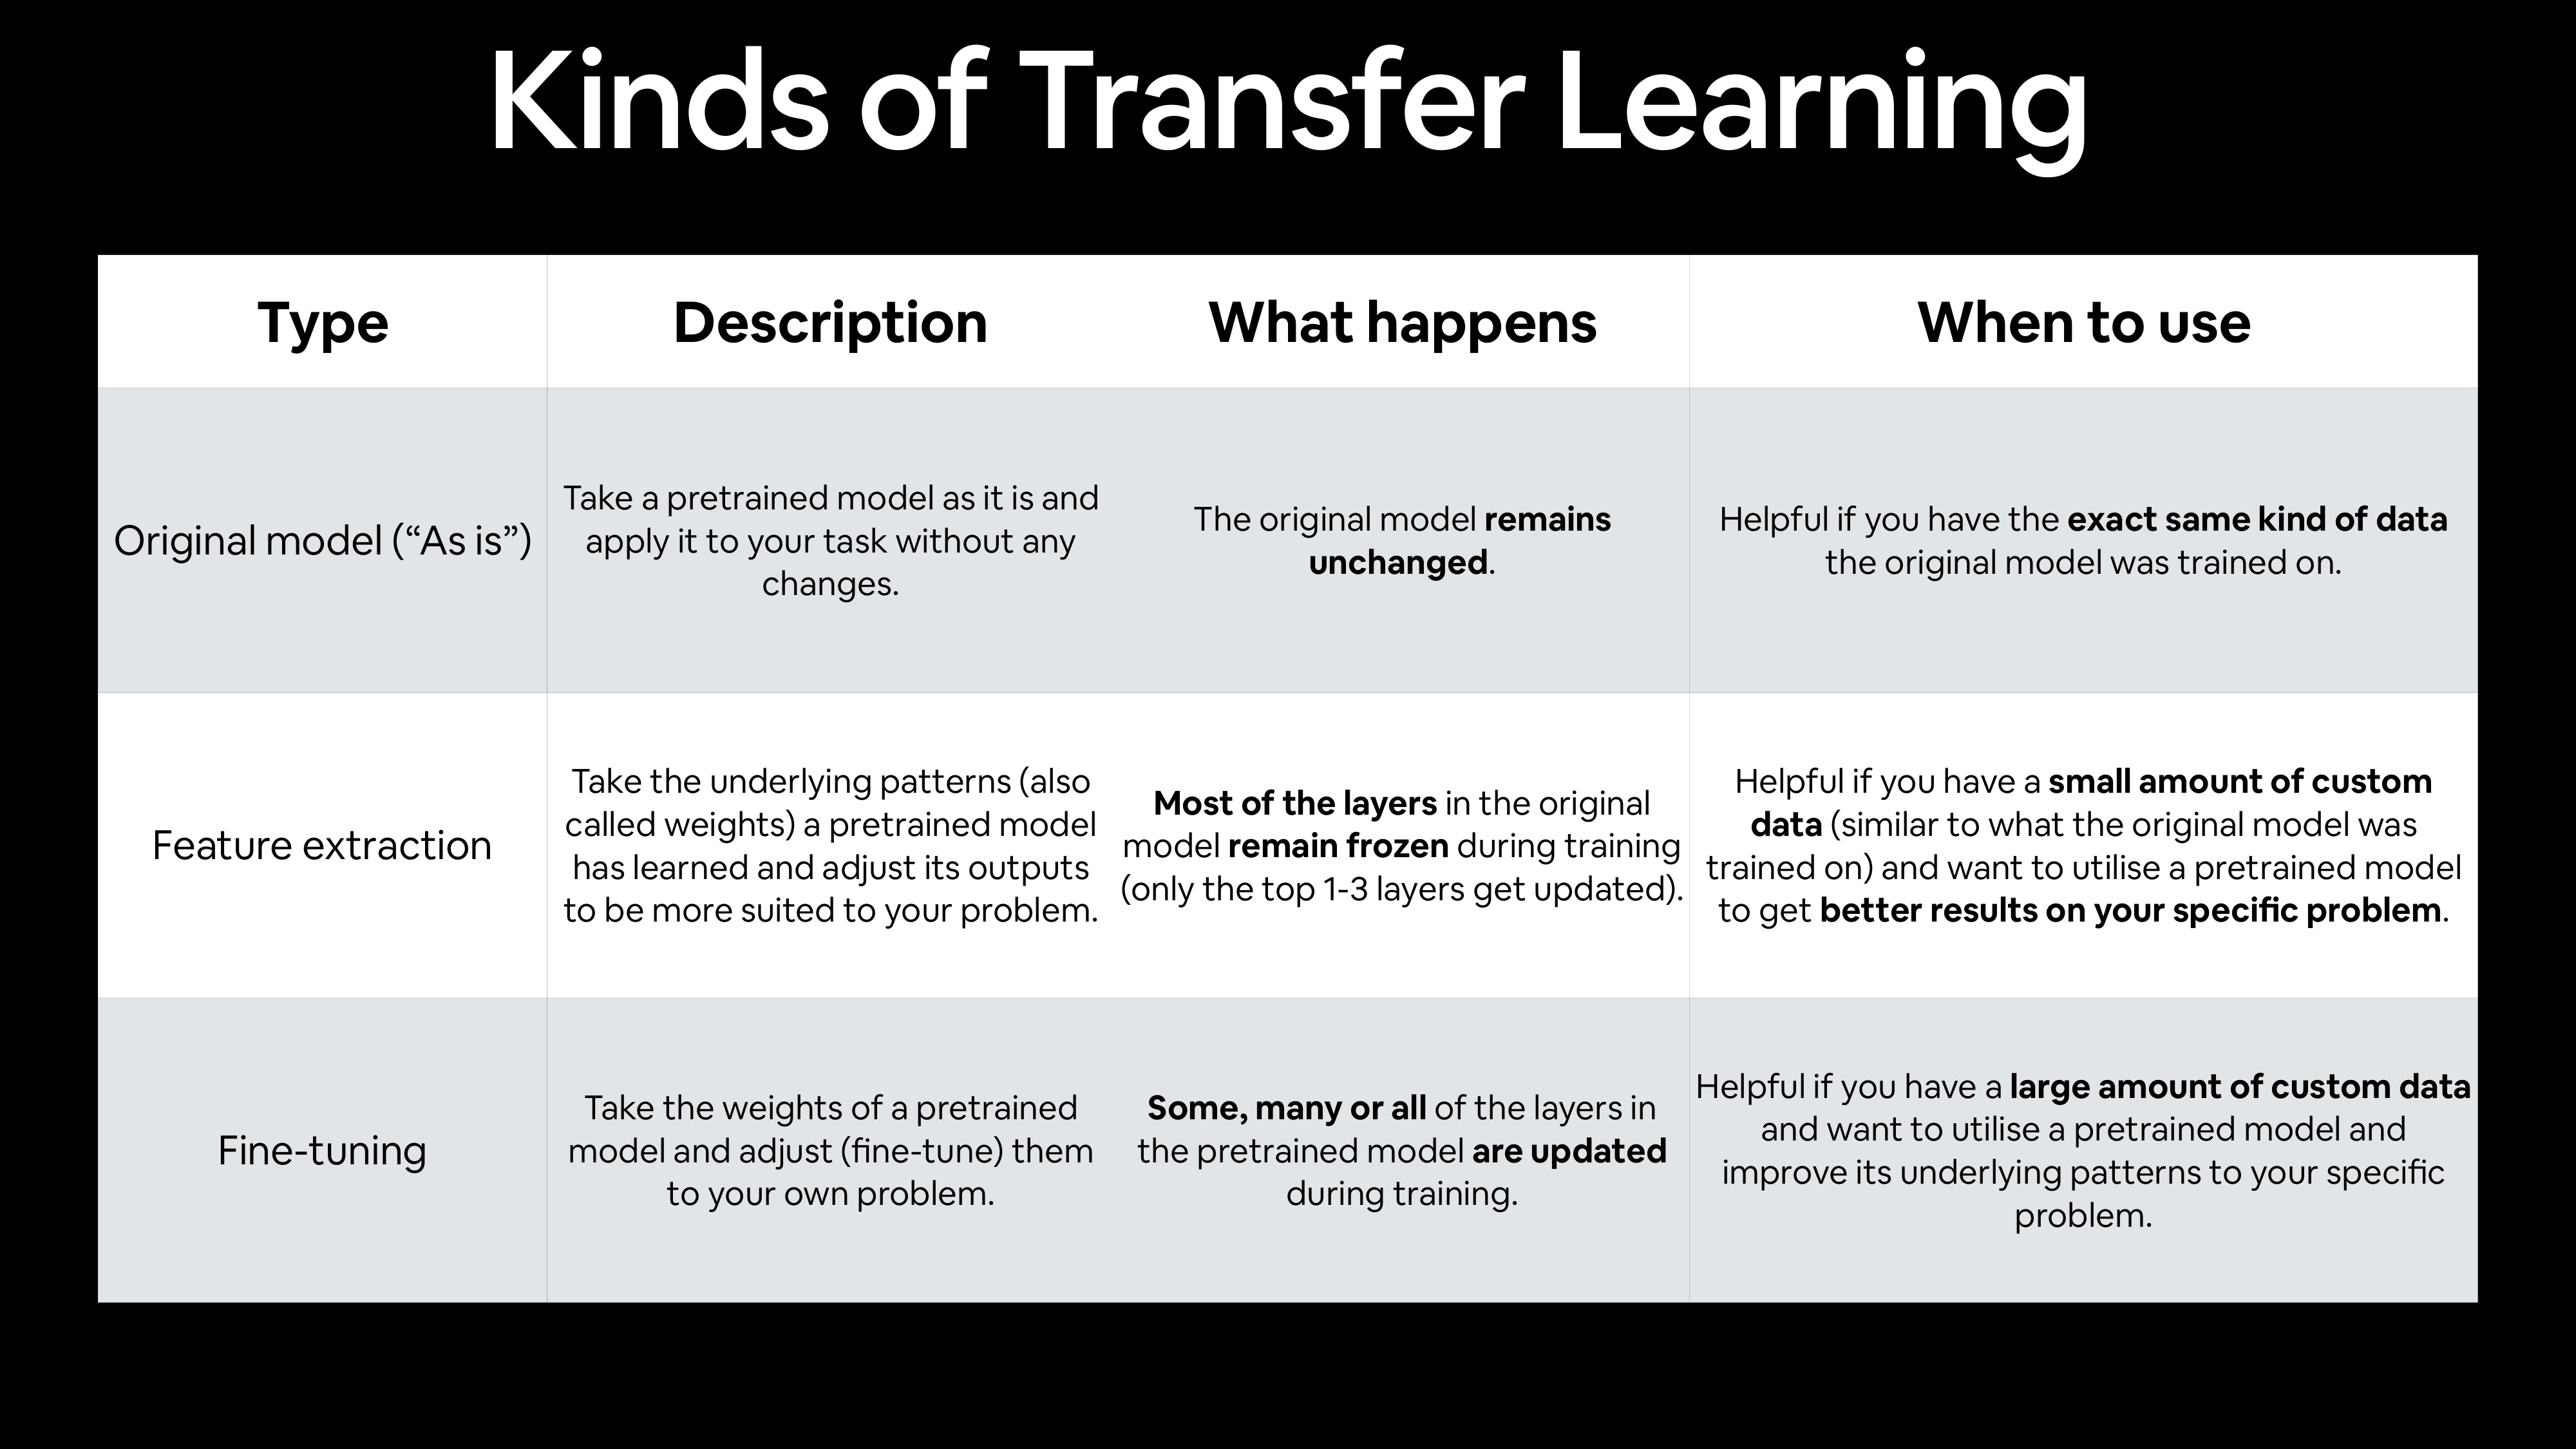 Kinds of Transfer Learning
Type
Description
What happens
When to use
Original model (“As is”)
Take a pretrained model as it is and
apply it to your task without any
changes.
The original model remains
unchanged.
Helpful if you have the exact same kind of data
the original model was trained on.
Feature extraction
Take the underlying patterns (also
called weights) a pretrained model
has learned and adjust its outputs
to be more suited to your problem.
Most of the layers in the original
model remain frozen during training
(only the top 1-3 layers get updated).
Helpful if you have a small amount of custom
data (similar to what the original model was
trained on) and want to utilise a pretrained model
to get better results on your specific problem.
Fine-tuning
Take the weights of a pretrained
model and adjust (fine-tune) them
to your own problem.
Some, many or all of the layers in
the pretrained model are updated
during training.
Helpful if you have a large amount of custom data
and want to utilise a pretrained model and
improve its underlying patterns to your specific
problem.